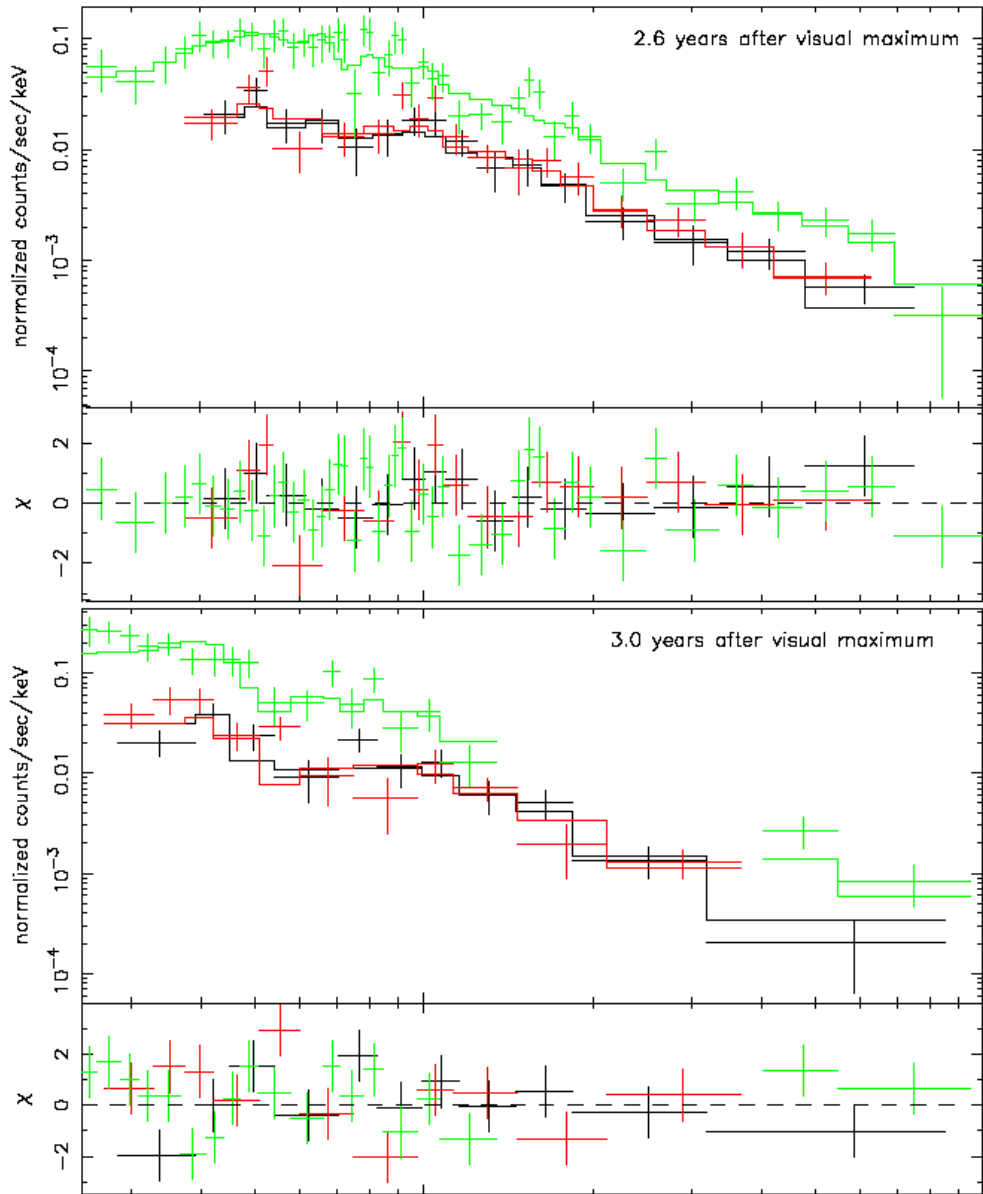 2.6 years after visual maximum
normalized counts/sec/keV
0.1
0.01
10⁻³
10⁻⁴
χ
2
0
−2
3.0 years after visual maximum
normalized counts/sec/keV
0.1
0.01
10⁻³
10⁻⁴
χ
2
0
−2